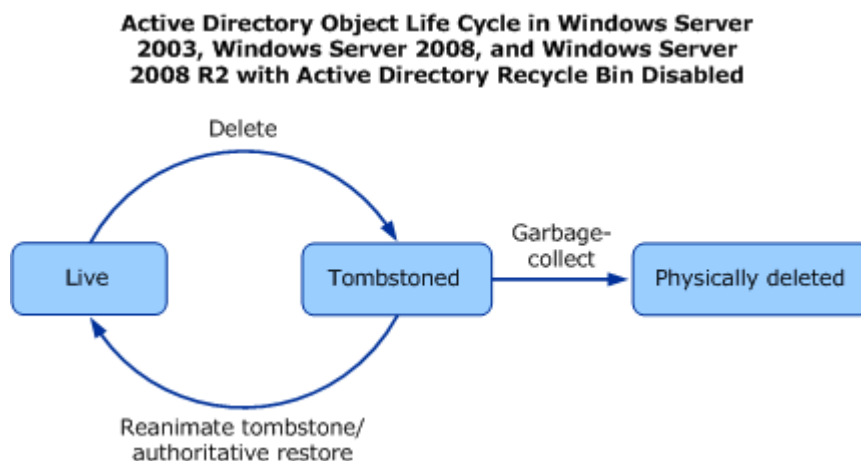 Active Directory Object Life Cycle in Windows Server
2003, Windows Server 2008, and Windows Server
2008 R2 with Active Directory Recycle Bin Disabled
Delete
Live
Tombstoned
Garbage-
collect
Physically deleted
Reanimate tombstone/
authoritative restore